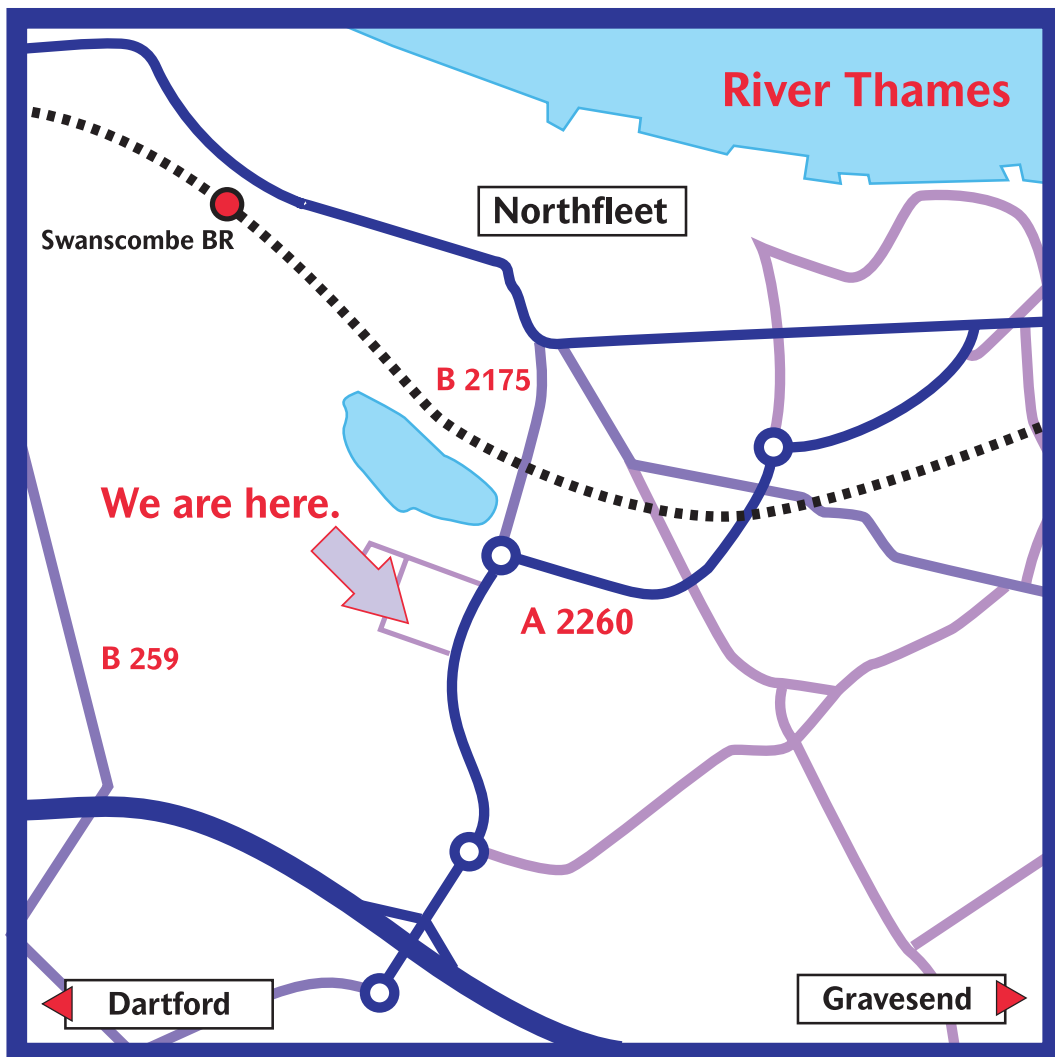 River Thames
Northfleet
Swanscombe BR
B 2175
We are here.
A 2260
B 259
Dartford
Gravesend